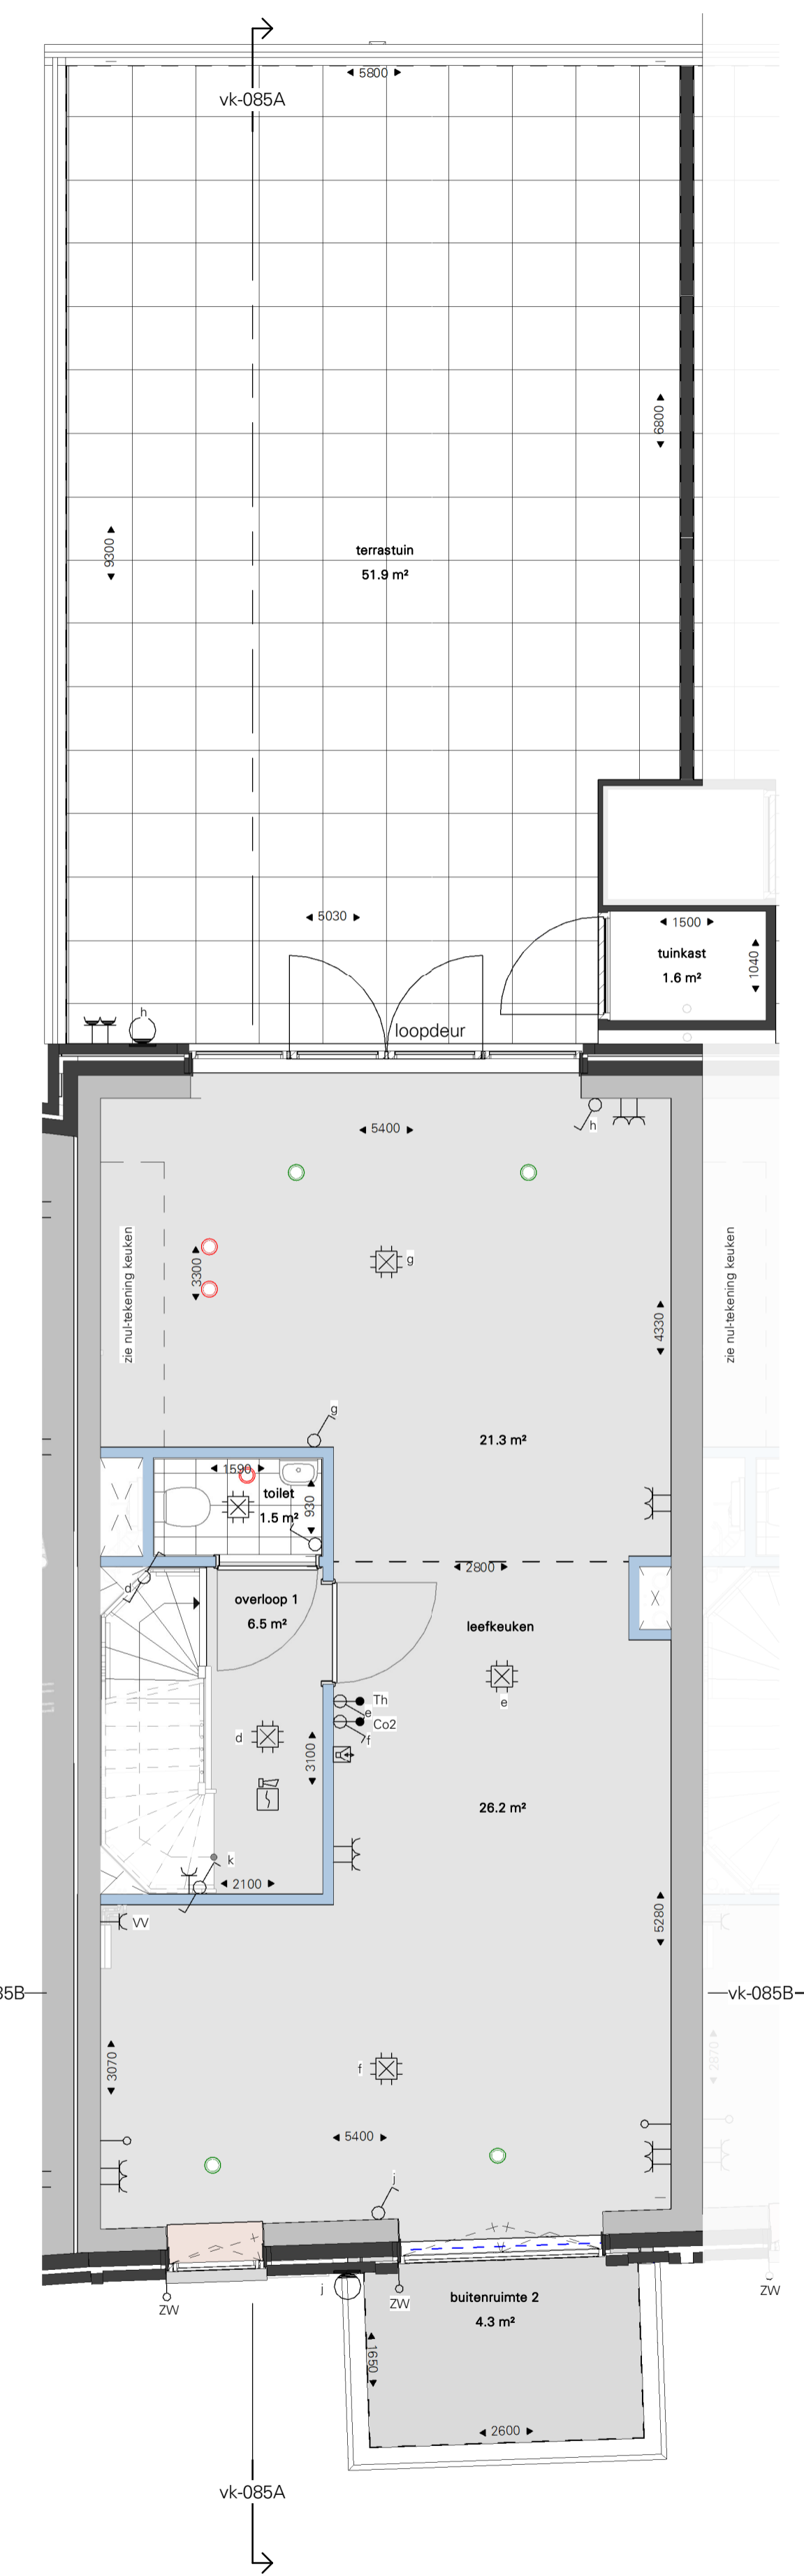 vk-085A
5800
6800
9300
terrastuin
51.9 m²
5030
1500
tuinkast
1.6 m²
1040
h
loopdeur
5400
h
zie nul-tekening keuken
3300
g
4330
zie nul-tekening keuken
g
21.3 m²
1590
toilet
1.5 m²
930
2800
d
overloop 1
6.5 m²
leefkeuken
Th
e
Co2
f
e
d
3100
26.2 m²
k
2100
VV
5280
85B
vk-085B
3070
f
2870
5400
j
j
ZW
ZW
ZW
buitenruimte 2
4.3 m²
1650
2600
vk-085A